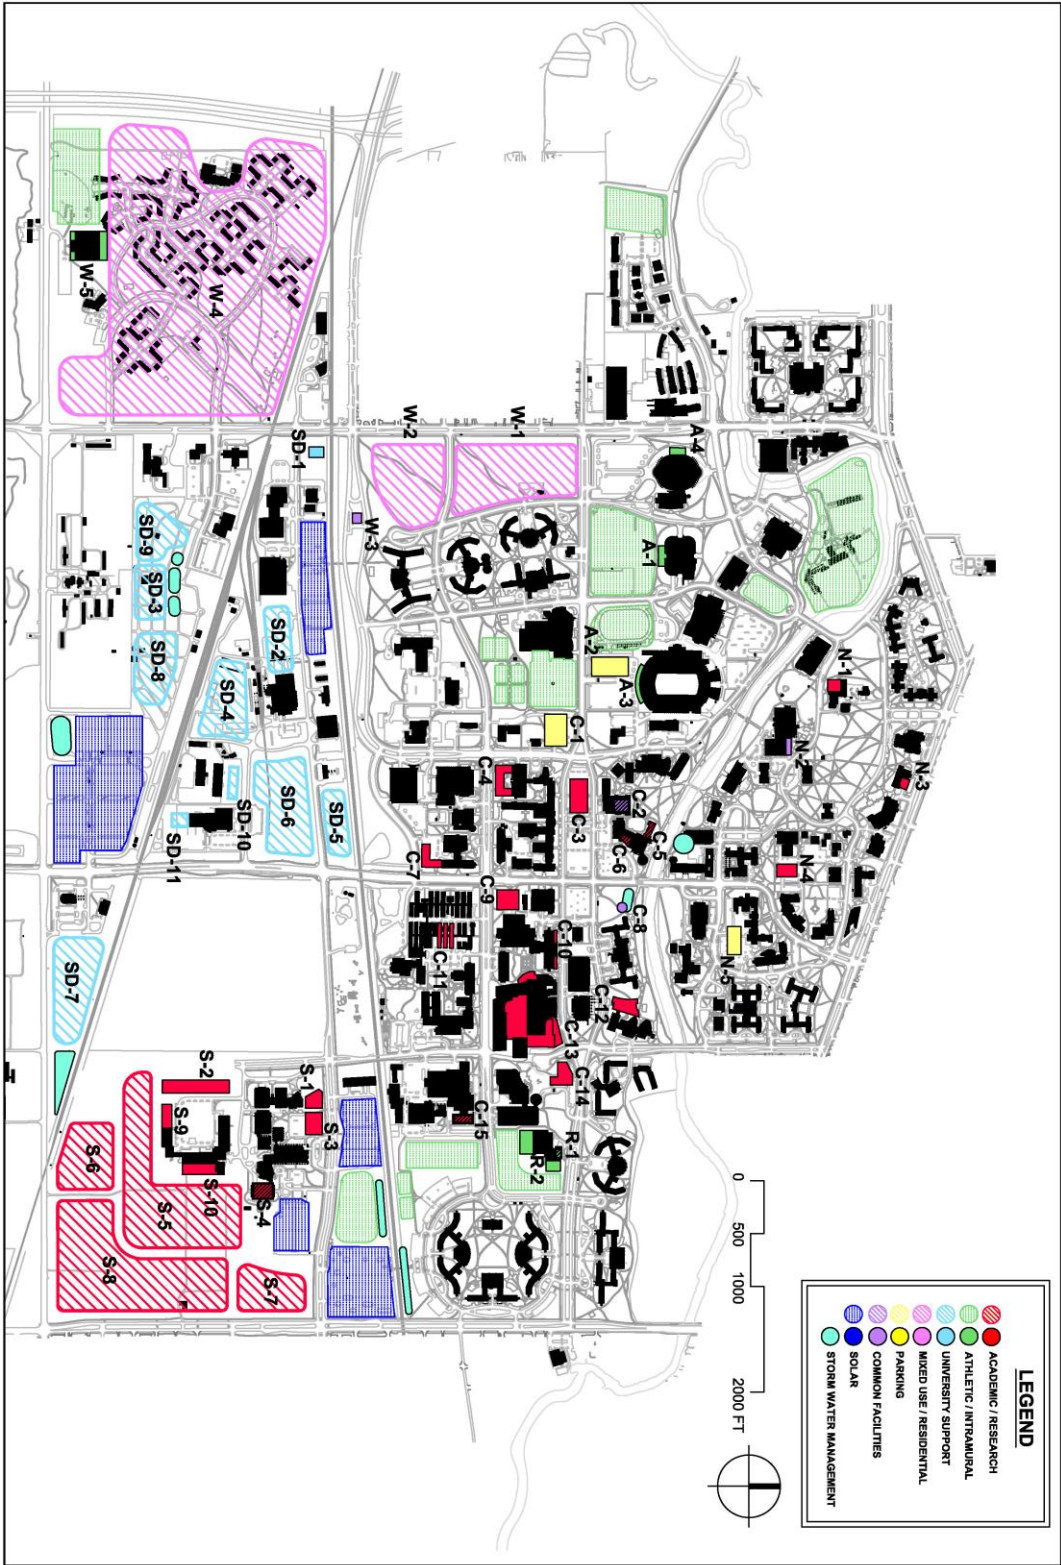 LEGEND
ACADEMIC / RESEARCH
ATHLETIC / INTRAMURAL
UNIVERSITY SUPPORT
MIXED USE / RESIDENTIAL
PARKING
COMMON FACILITIES
SOLAR
STORM WATER MANAGEMENT
0
500
1000
2000 FT
N-1
N-2
N-3
N-4
N-5
A-4
A-1
A-2
A-3
W-1
W-2
W-3
W-4
W-5
C-1
C-2
C-3
C-4
C-5
C-6
C-7
C-8
C-9
C-10
C-11
C-12
C-13
C-14
C-15
R-1
R-2
SD-1
SD-2
SD-3
SD-4
SD-5
SD-6
SD-7
SD-8
SD-9
SD-10
SD-11
S-1
S-2
S-3
S-4
S-5
S-6
S-7
S-8
S-9
S-10